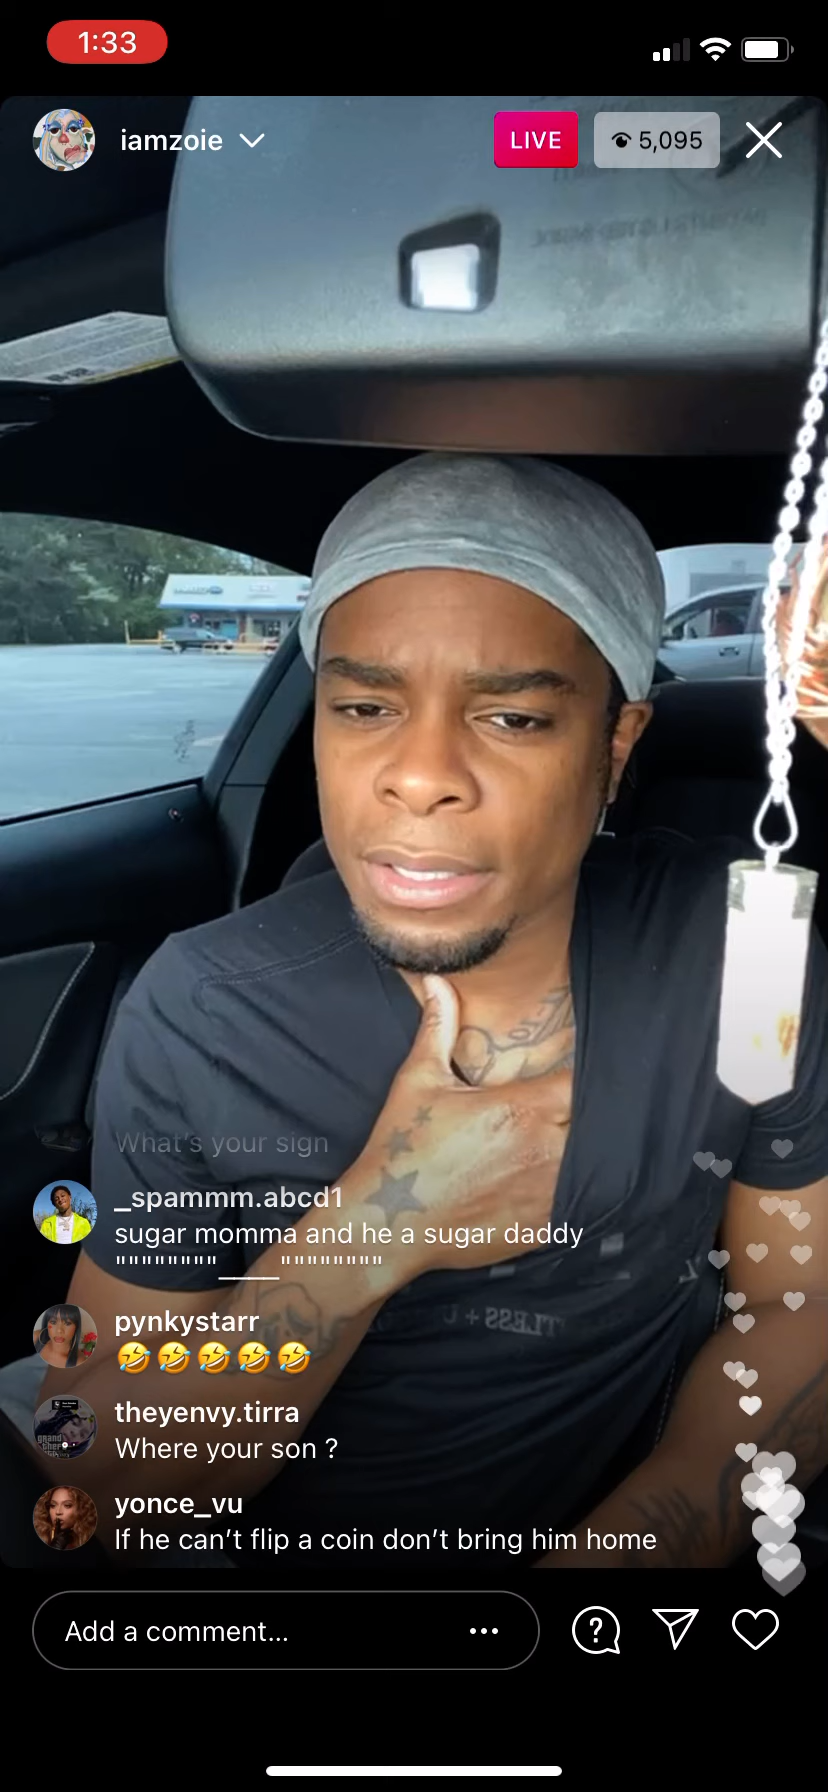 1:33
iamzoie
LIVE
5,095
What's your sign
_spammm.abcd1
sugar momma and he a sugar daddy
""""""""____""""""""
pynkystarr
🤣🤣🤣🤣🤣
theyenvy.tirra
Where your son ?
yonce_vu
If he can't flip a coin don't bring him home
Add a comment...